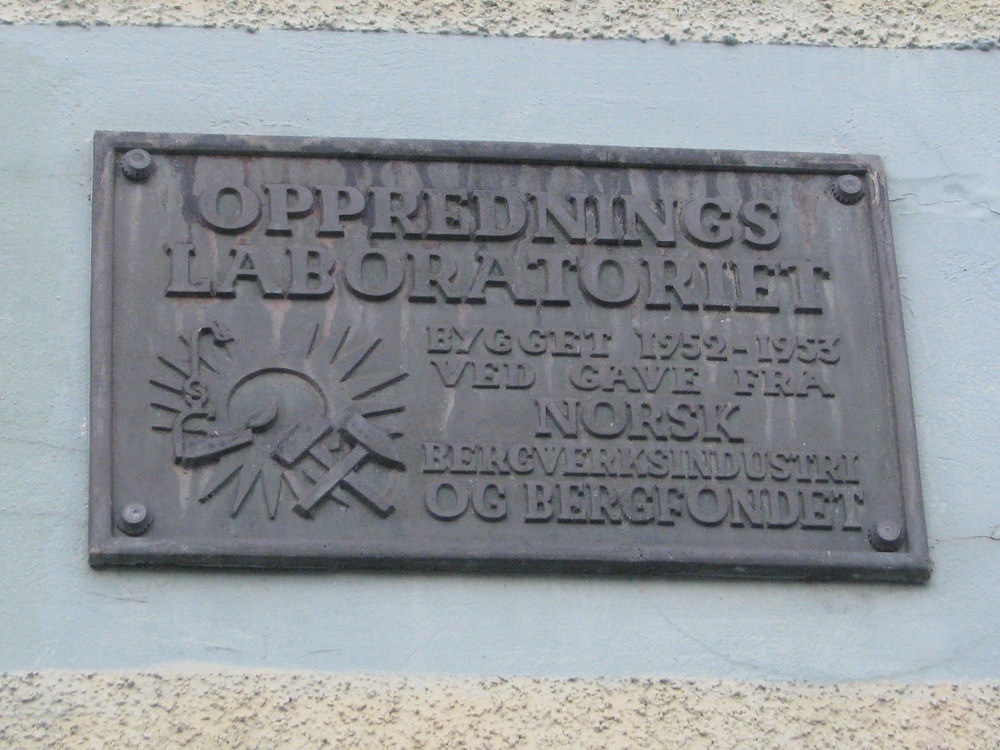 OPPREDNINGS
LABORATORIET
BYGGET 1952-1953
VED GAVE FRA
NORSK
BERGVERKSINDUSTRI
OG BERGFONDET